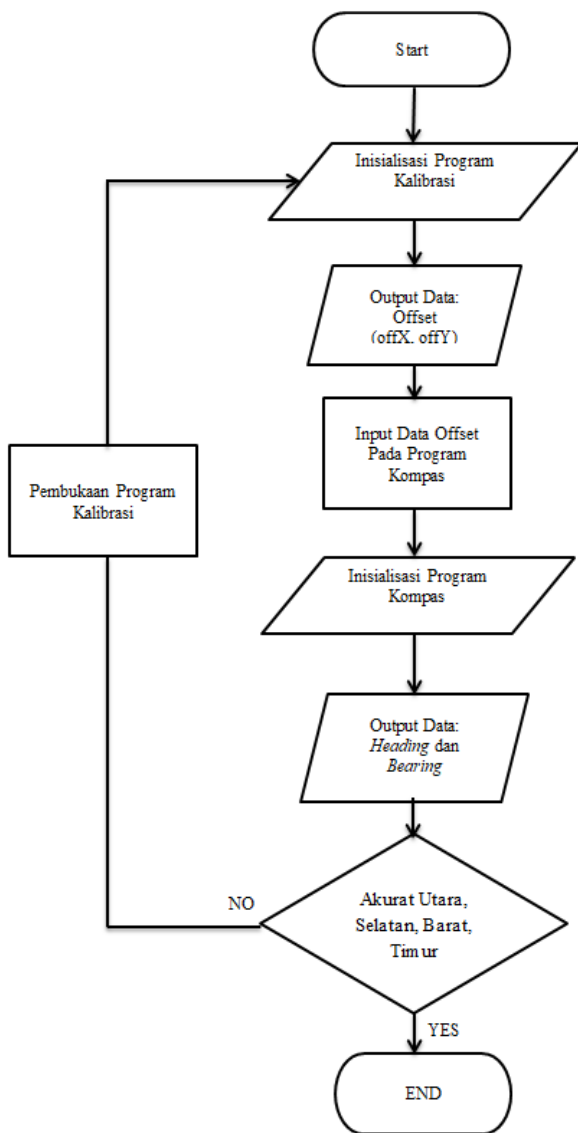 Start
Inisialisasi Program
Kalibrasi
Output Data:
Offset
(offX, offY)
Input Data Offset
Pada Program
Kompas
Pembukaan Program
Kalibrasi
Inisialisasi Program
Kompas
Output Data:
Heading dan
Bearing
NO
Akurat Utara,
Selatan, Barat,
Timur
YES
END